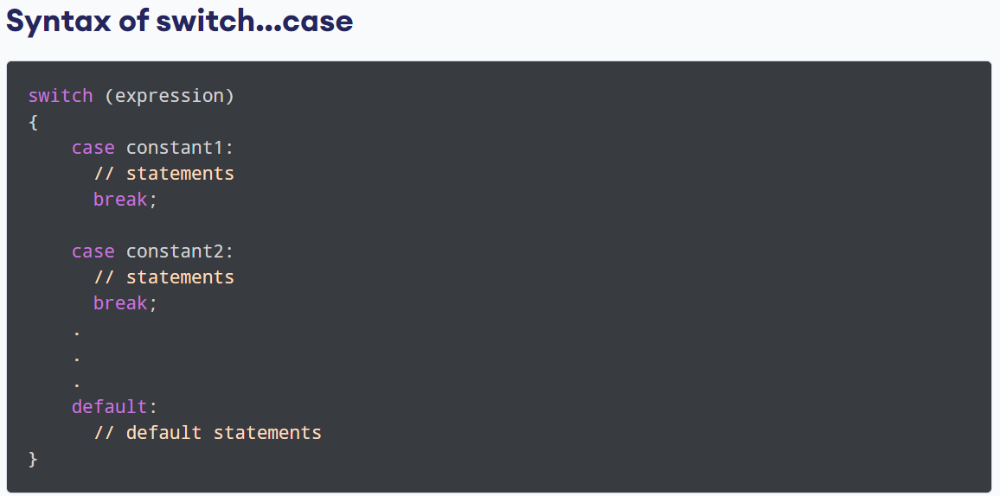 Syntax of switch...case
switch (expression)
{
    case constant1:
      // statements
      break;

    case constant2:
      // statements
      break;
    .
    .
    .
    default:
      // default statements
}